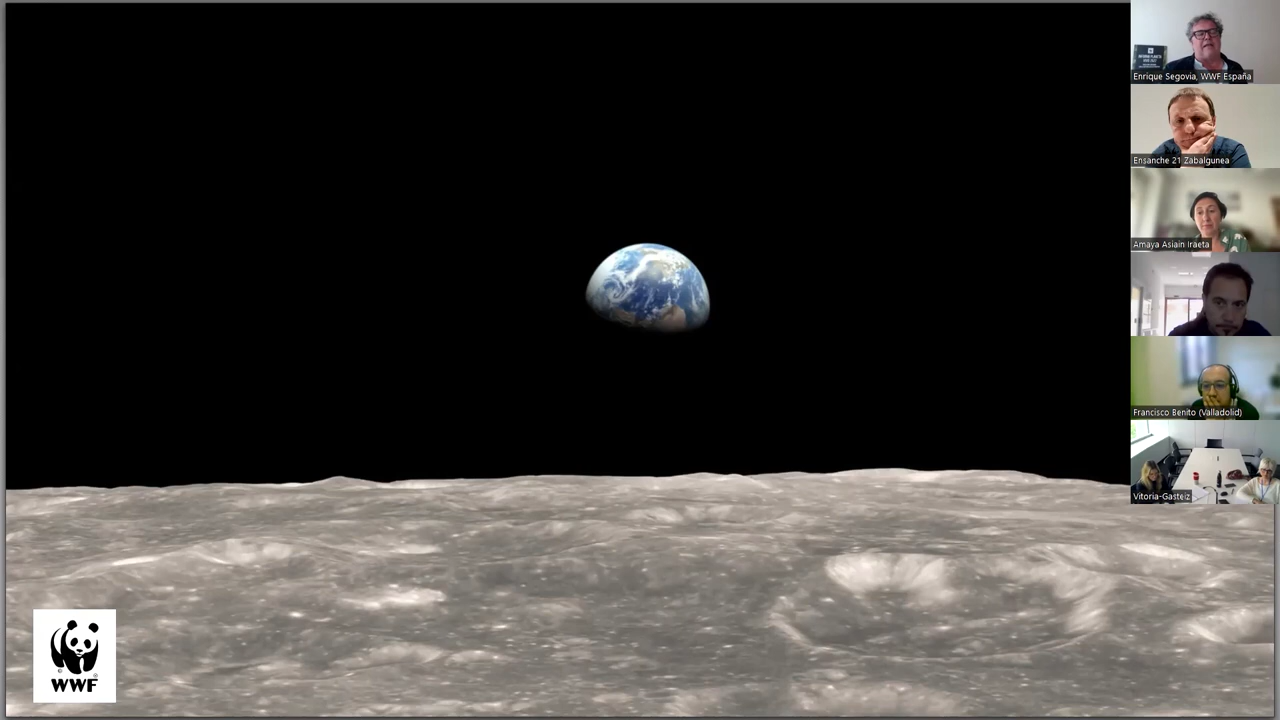 Enrique Segovia, WWF España
Ensanche 21 Zabalgunea
Amaya Asiain Iraeta
Francisco Benito (Valladolid)
Vitoria-Gasteiz
WWF